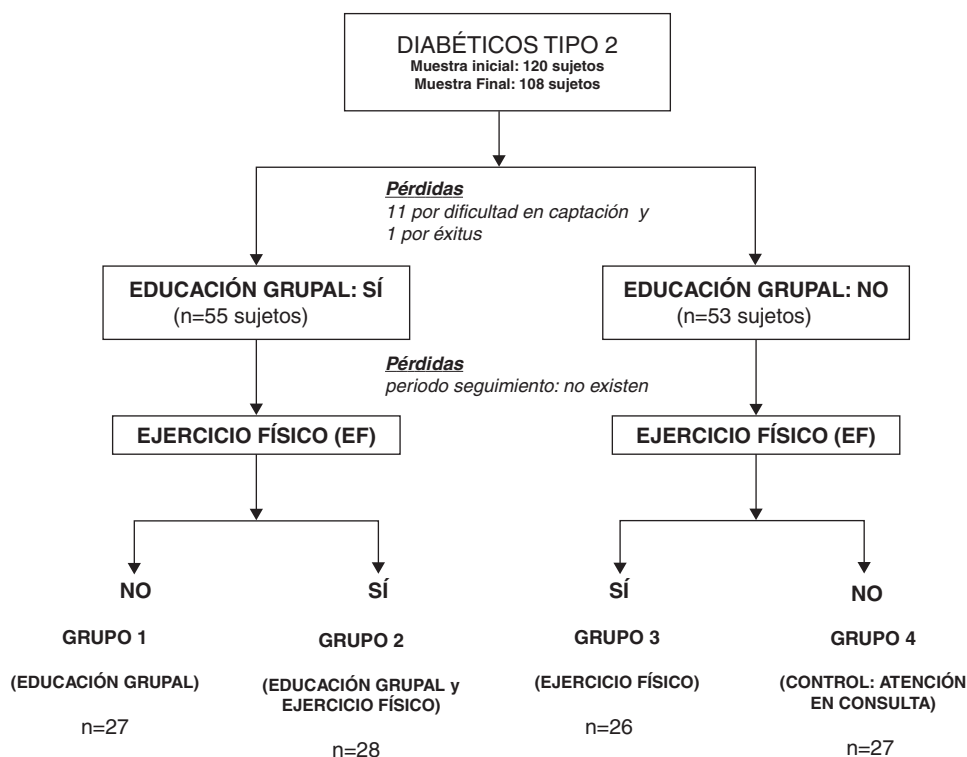 DIABÉTICOS TIPO 2
Muestra inicial: 120 sujetos
Muestra Final: 108 sujetos
Pérdidas
11 por dificultad en captación y
1 por éxitus
EDUCACIÓN GRUPAL: SÍ
(n=55 sujetos)
EDUCACIÓN GRUPAL: NO
(n=53 sujetos)
Pérdidas
periodo seguimiento: no existen
EJERCICIO FÍSICO (EF)
EJERCICIO FÍSICO (EF)
NO
SÍ
SÍ
NO
GRUPO 1
(EDUCACIÓN GRUPAL)
n=27
GRUPO 2
(EDUCACIÓN GRUPAL y
EJERCICIO FÍSICO)
n=28
GRUPO 3
(EJERCICIO FÍSICO)
n=26
GRUPO 4
(CONTROL: ATENCIÓN
EN CONSULTA)
n=27